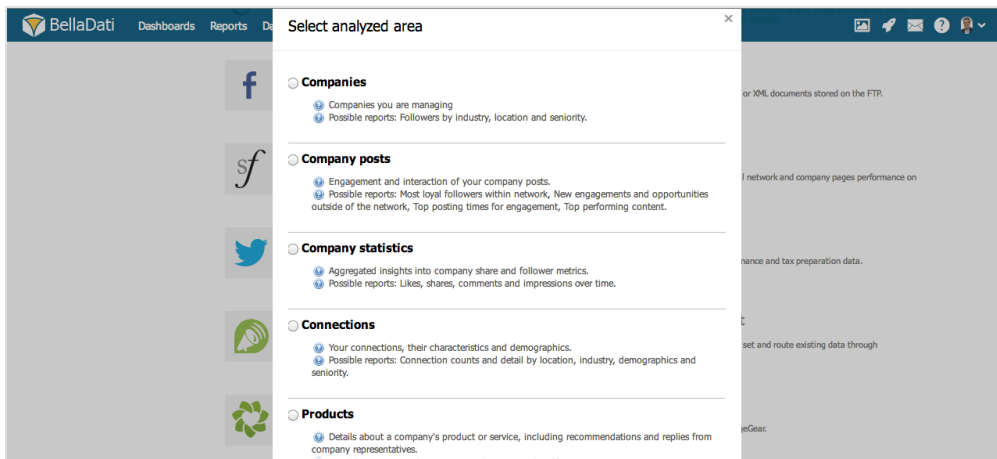 BellaDati Dashboards Reports Da
Select analyzed area
×
or XML documents stored on the FTP.
Companies
Companies you are managing
Possible reports: Followers by industry, location and seniority.
Company posts
l network and company pages performance on
Engagement and interaction of your company posts.
Possible reports: Most loyal followers within network, New engagements and opportunities
outside of the network, Top posting times for engagement, Top performing content.
Company statistics
nance and tax preparation data.
Aggregated insights into company share and follower metrics.
Possible reports: Likes, shares, comments and impressions over time.
Connections
t
set and route existing data through
Your connections, their characteristics and demographics.
Possible reports: Connection counts and detail by location, industry, demographics and
seniority.
Products
geGear.
Details about a company's product or service, including recommendations and replies from
company representatives.